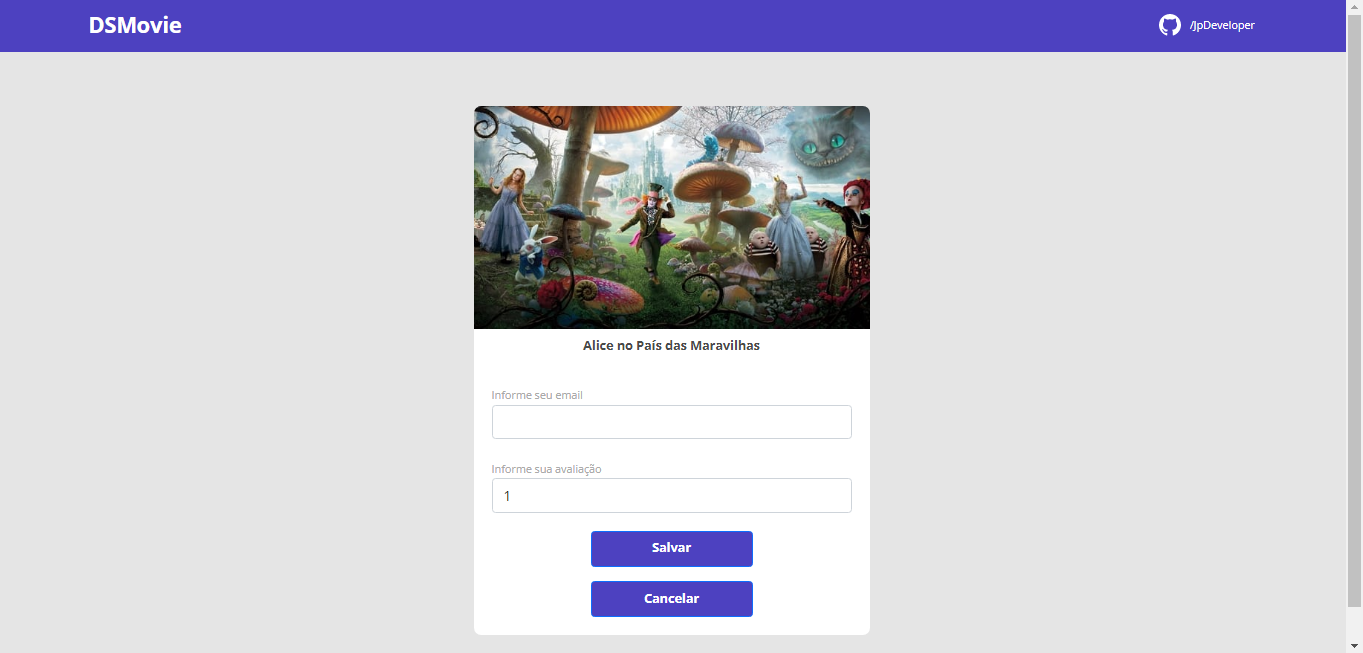 DSMovie
/JpDeveloper
Alice no País das Maravilhas
Informe seu email
Informe sua avaliação
1
Salvar
Cancelar